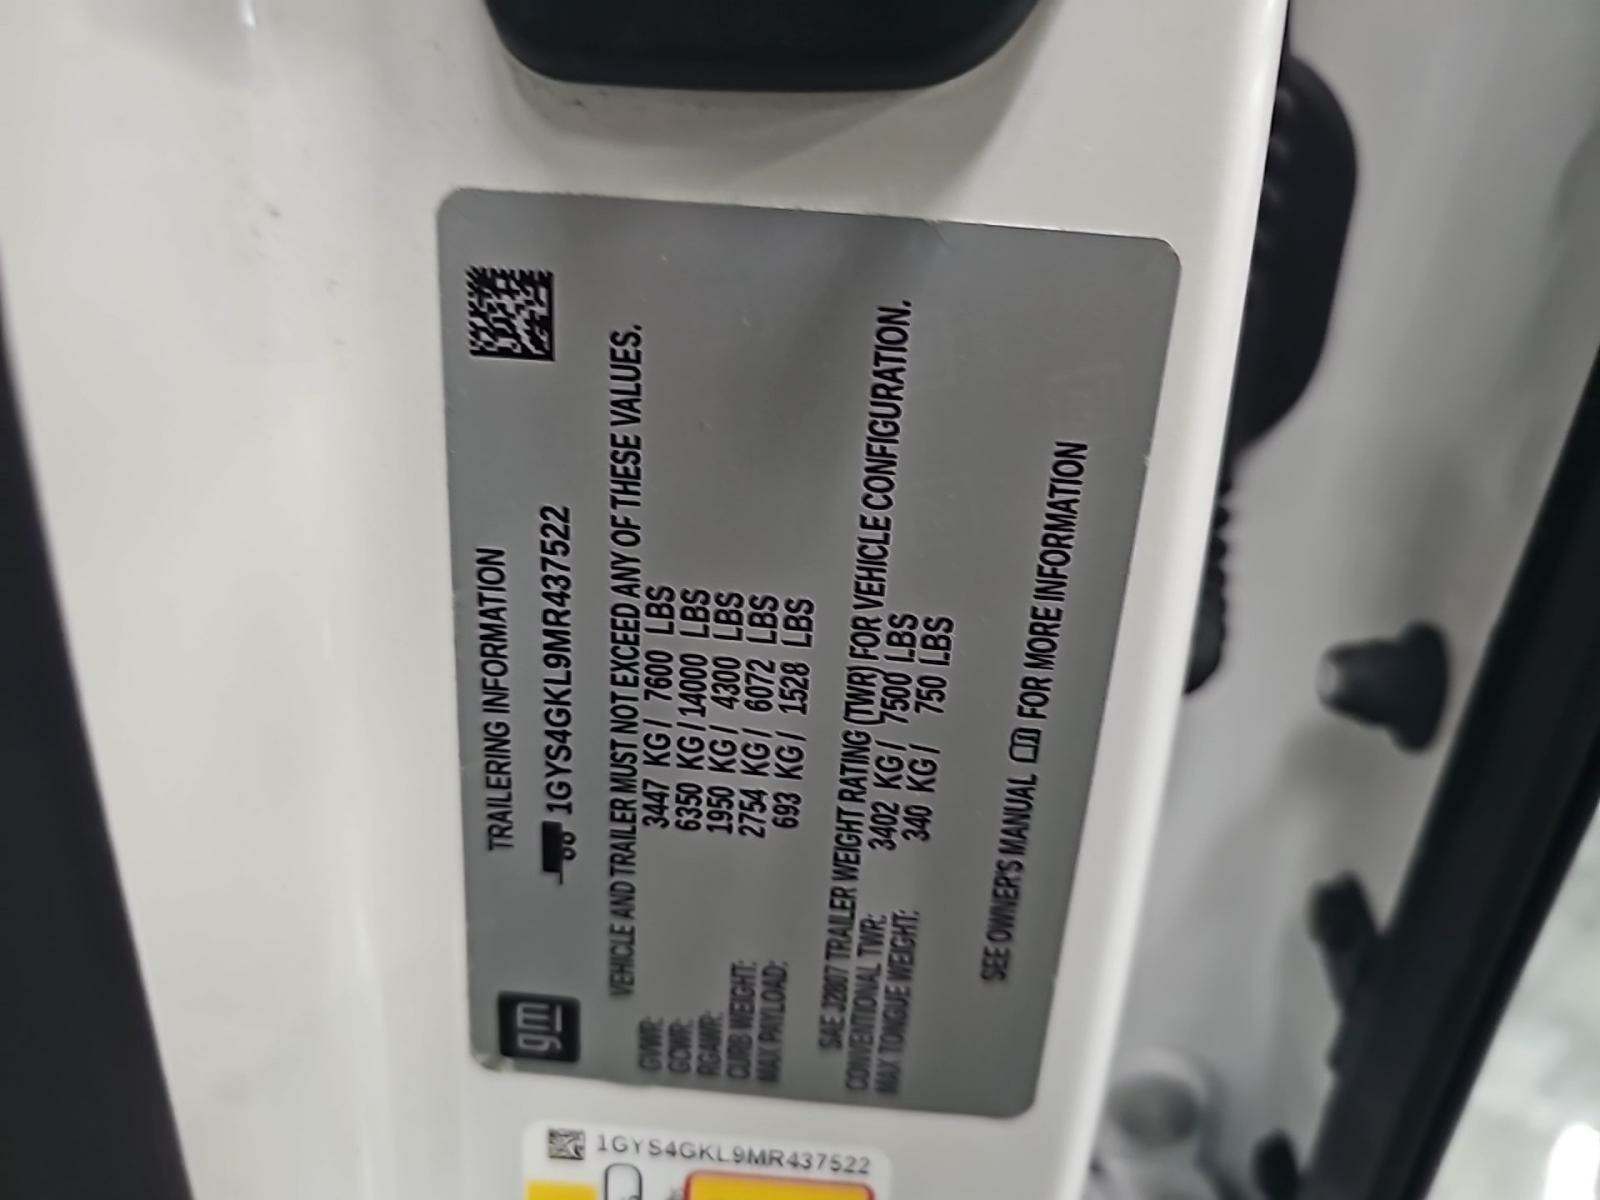 gm
TRAILERING INFORMATION
1GYS4GKL9MR437522
VEHICLE AND TRAILER MUST NOT EXCEED ANY OF THESE VALUES.
GVWR: 3447 KG / 7600 LBS
GCWR: 6350 KG / 14000 LBS
RGAWR: 1950 KG / 4300 LBS
CURB WEIGHT: 2754 KG / 6072 LBS
MAX PAYLOAD: 693 KG / 1528 LBS
SAE J2807 TRAILER WEIGHT RATING (TWR) FOR VEHICLE CONFIGURATION.
CONVENTIONAL TWR: 3402 KG / 7500 LBS
MAX TONGUE WEIGHT: 340 KG / 750 LBS
SEE OWNER'S MANUAL FOR MORE INFORMATION
1GYS4GKL9MR437522